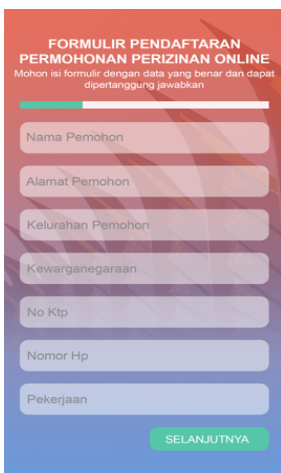 FORMULIR PENDAFTARAN
PERMOHONAN PERIZINAN ONLINE
Mohon isi formulir dengan data yang benar dan dapat
dipertanggung jawabkan
Nama Pemohon
Alamat Pemohon
Kelurahan Pemohon
Kewarganegaraan
No Ktp
Nomor Hp
Pekerjaan
SELANJUTNYA